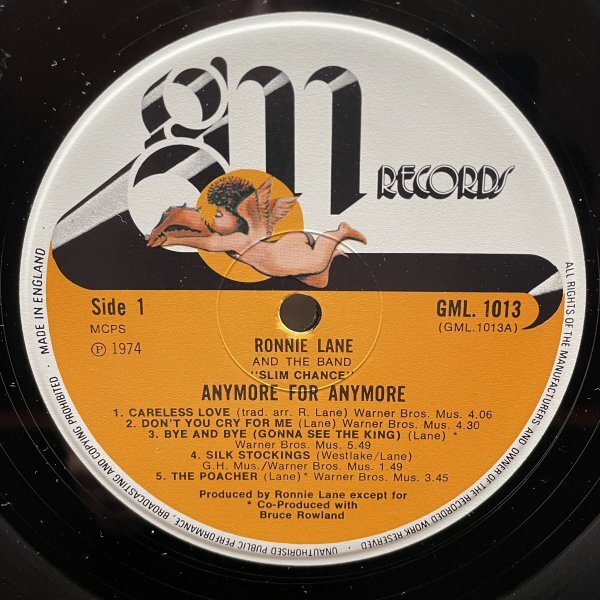 gm
RECORDS
Side 1
GML. 1013
MCPS
(GML.1013A)
Ⓟ 1974
RONNIE LANE
AND THE BAND
"SLIM CHANCE"
ANYMORE FOR ANYMORE
1. CARELESS LOVE (trad. arr. R. Lane) Warner Bros. Mus. 4.06
2. DON'T YOU CRY FOR ME (Lane) Warner Bros. Mus. 4.30
3. BYE AND BYE (GONNA SEE THE KING) (Lane) *
Warner Bros. Mus. 5.49
4. SILK STOCKINGS (Westlake/Lane)
G.H. Mus./Warner Bros. Mus. 1.49
5. THE POACHER (Lane)* Warner Bros. Mus. 3.45
Produced by Ronnie Lane except for
* Co-Produced with
Bruce Rowland
ALL RIGHTS OF THE MANUFACTURERS AND OWNER OF THE RECORDED WORK RESERVED. UNAUTHORISED PUBLIC PERFORMANCE, BROADCASTING AND COPYING PROHIBITED · MADE IN ENGLAND